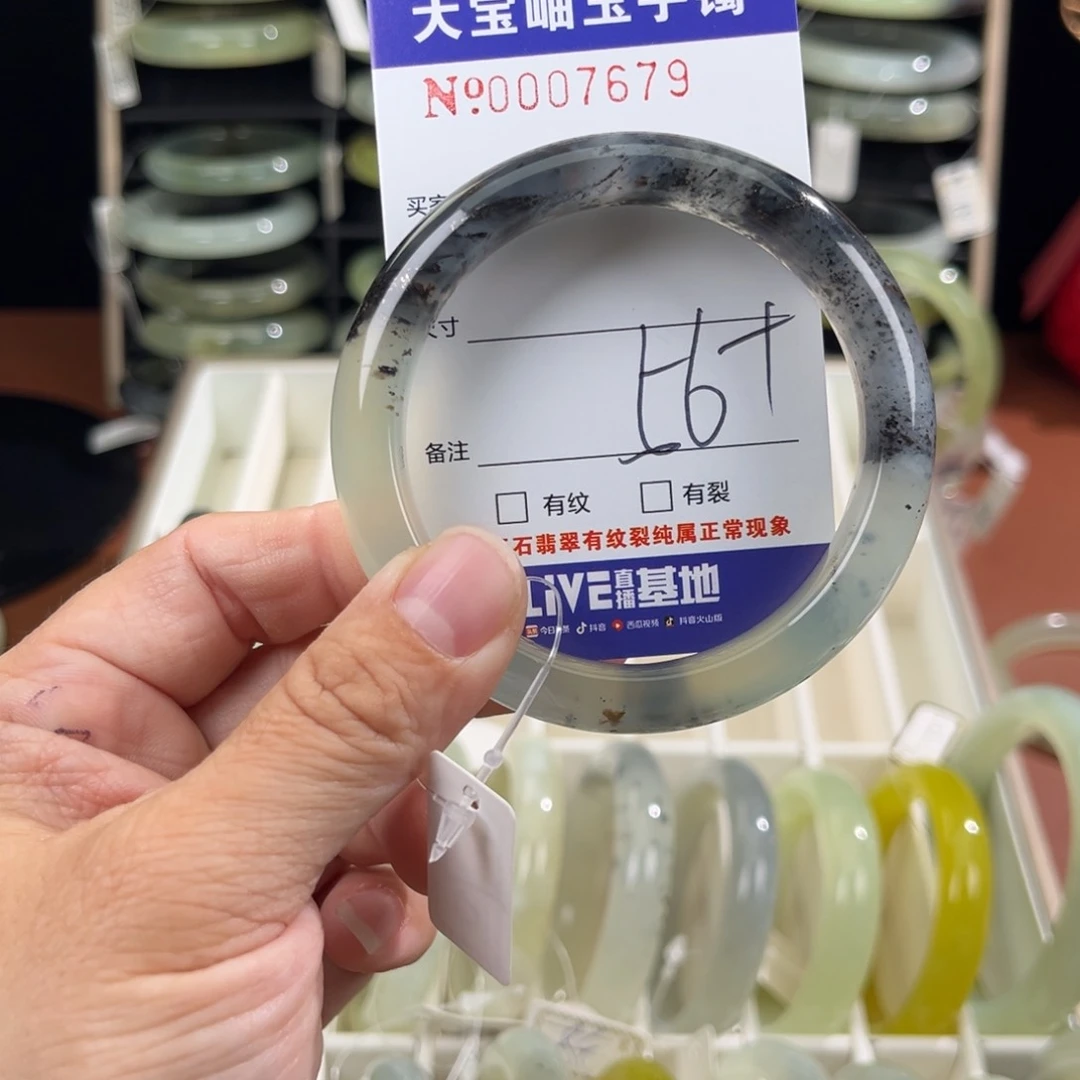 大宝岫玉手镯
Nº0007679
买家
尺寸
备注
有纹 有裂
石翡翠有纹裂纯属正常现象
LIVE直播基地
今日头条 抖音 西瓜视频 抖音火山版